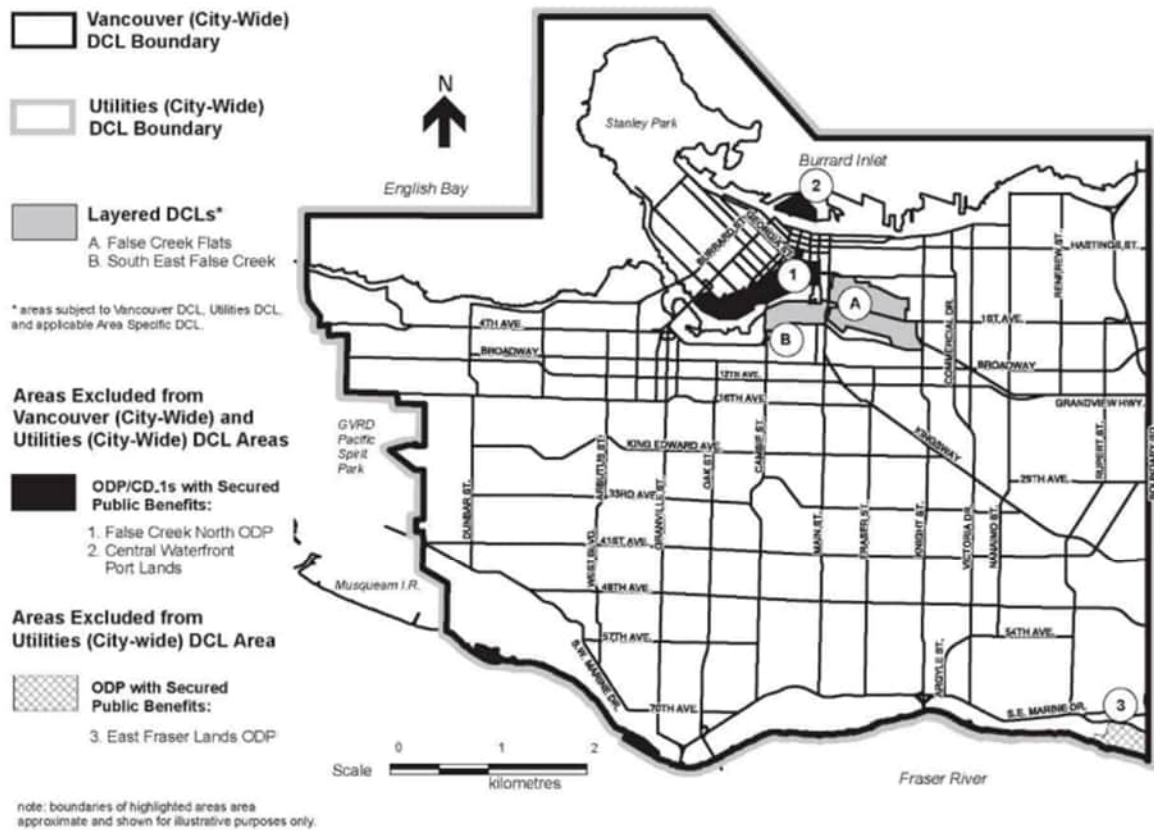 Vancouver (City-Wide)
DCL Boundary
Utilities (City-Wide)
DCL Boundary
Layered DCLs*
A. False Creek Flats
B. South East False Creek
* areas subject to Vancouver DCL, Utilities DCL,
and applicable Area Specific DCL.
Areas Excluded from
Vancouver (City-Wide) and
Utilities (City-Wide) DCL Areas
ODP/CD-1s with Secured
Public Benefits:
1. False Creek North ODP
2. Central Waterfront
Port Lands
Areas Excluded from
Utilities (City-wide) DCL Area
ODP with Secured
Public Benefits:
3. East Fraser Lands ODP
note: boundaries of highlighted areas area
approximate and shown for illustrative purposes only.
N
Stanley Park
English Bay
Burrard Inlet
2
BURRARD ST.
GEORGIA ST.
1
A
B
HASTINGS ST.
RENFREW ST.
COMMERCIAL DR.
4TH AVE.
1ST AVE.
BROADWAY
BROADWAY
12TH AVE.
16TH AVE.
GRANDVIEW HWY.
GVRD
Pacific
Spirit
Park
KING EDWARD AVE.
KINGSWAY
29TH AVE.
33RD AVE.
41ST AVE.
49TH AVE.
57TH AVE.
54TH AVE.
70TH AVE.
DUNBAR ST.
ARBUTUS ST.
WEST BLVD.
GRANVILLE ST.
OAK ST.
CAMBIE ST.
MAIN ST.
FRASER ST.
KNIGHT ST.
VICTORIA DR.
NANAIMO ST.
RUPERT ST.
BOUNDARY RD.
ARGYLE ST.
Musqueam I.R.
S.W. MARINE DR.
S.E. MARINE DR.
3
Fraser River
0 1 2
Scale
kilometres